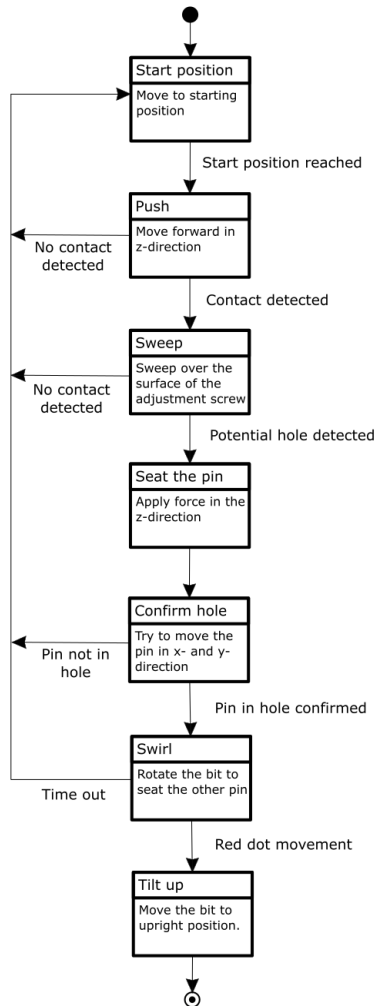 Start position
Move to starting
position
Start position reached
Push
Move forward in
z-direction
No contact
detected
Contact detected
Sweep
Sweep over the
surface of the
adjustment screw
No contact
detected
Potential hole detected
Seat the pin
Apply force in the
z-direction
Confirm hole
Try to move the
pin in x- and y-
direction
Pin not in
hole
Pin in hole confirmed
Swirl
Rotate the bit to
seat the other pin
Time out
Red dot movement
Tilt up
Move the bit to
upright position.